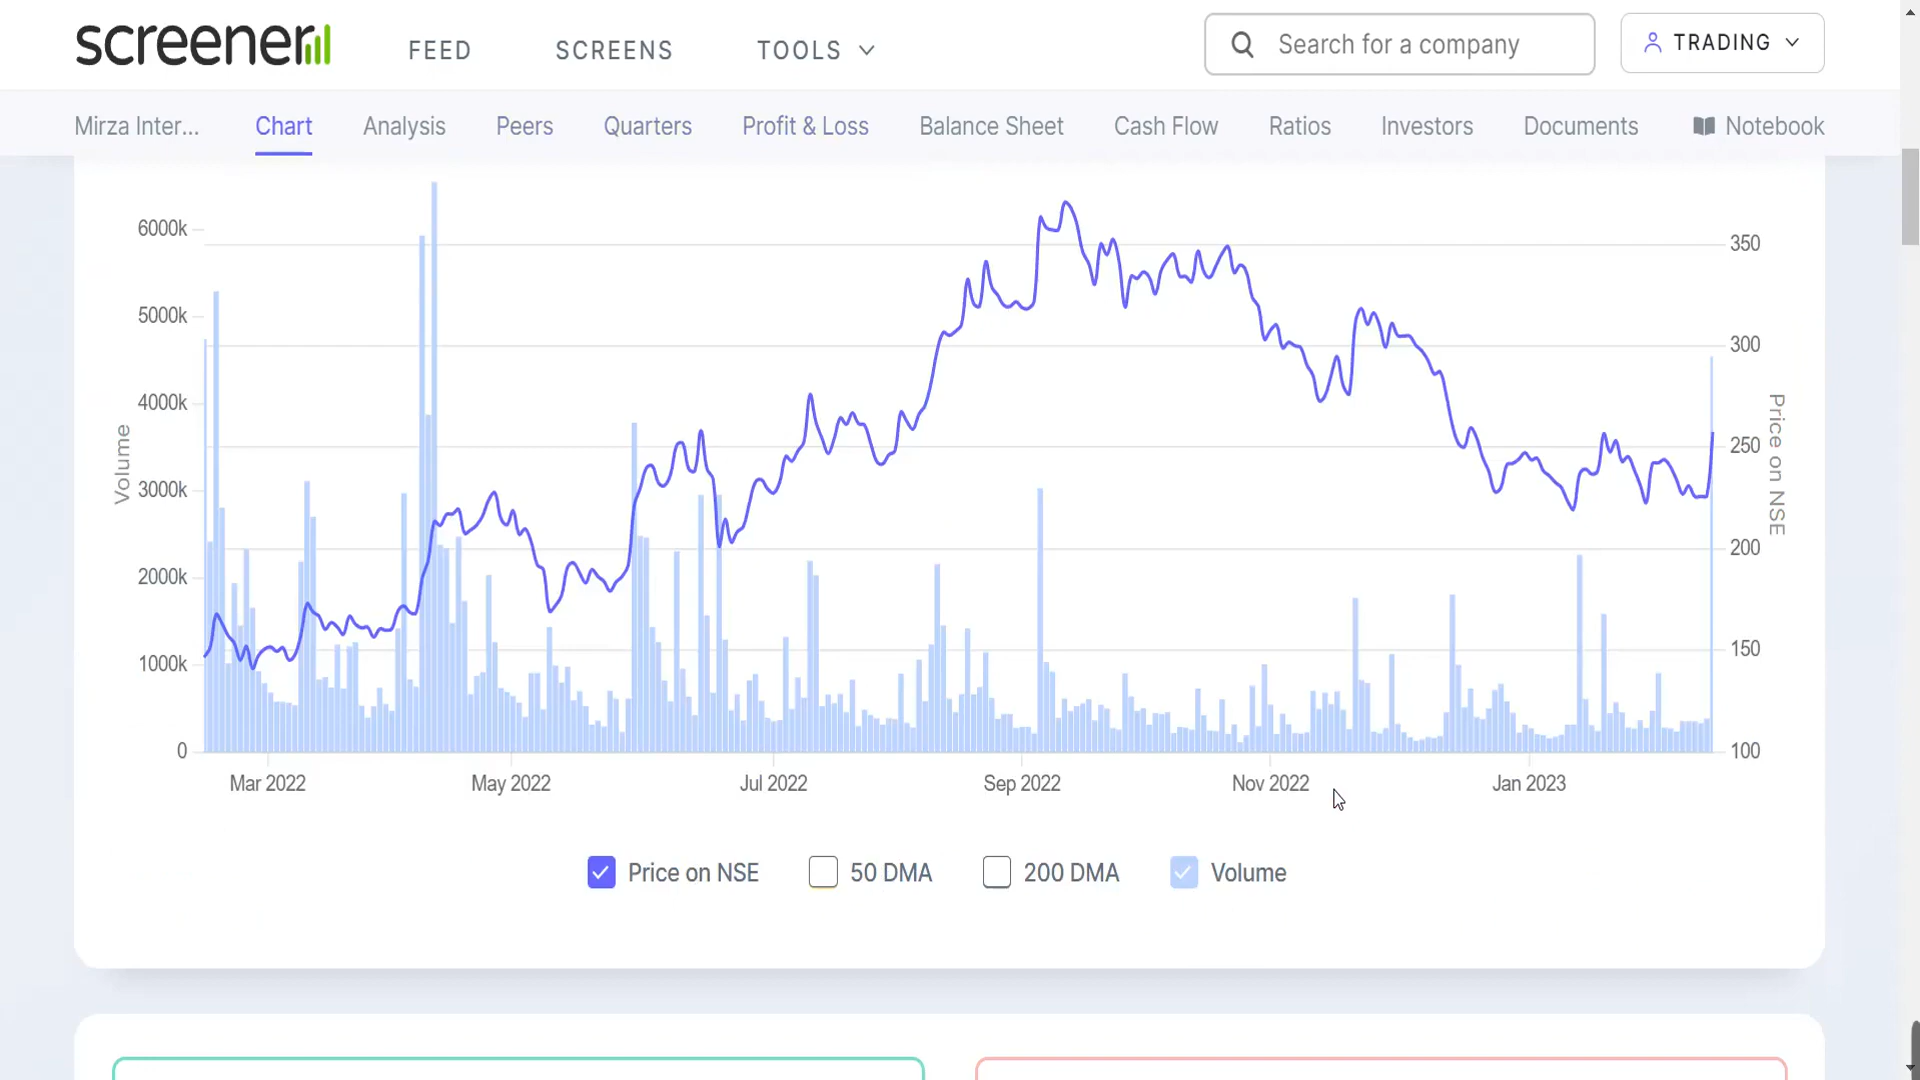 screener
FEED
SCREENS
TOOLS
Search for a company
TRADING
Mirza Inter...
Chart
Analysis
Peers
Quarters
Profit & Loss
Balance Sheet
Cash Flow
Ratios
Investors
Documents
Notebook
6000k
5000k
4000k
3000k
2000k
1000k
0
Volume
350
300
250
200
150
100
Price on NSE
Mar 2022
May 2022
Jul 2022
Sep 2022
Nov 2022
Jan 2023
Price on NSE
50 DMA
200 DMA
Volume